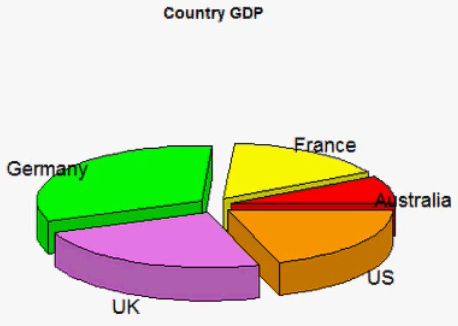 Country GDP
France
Germany
Australia
US
UK